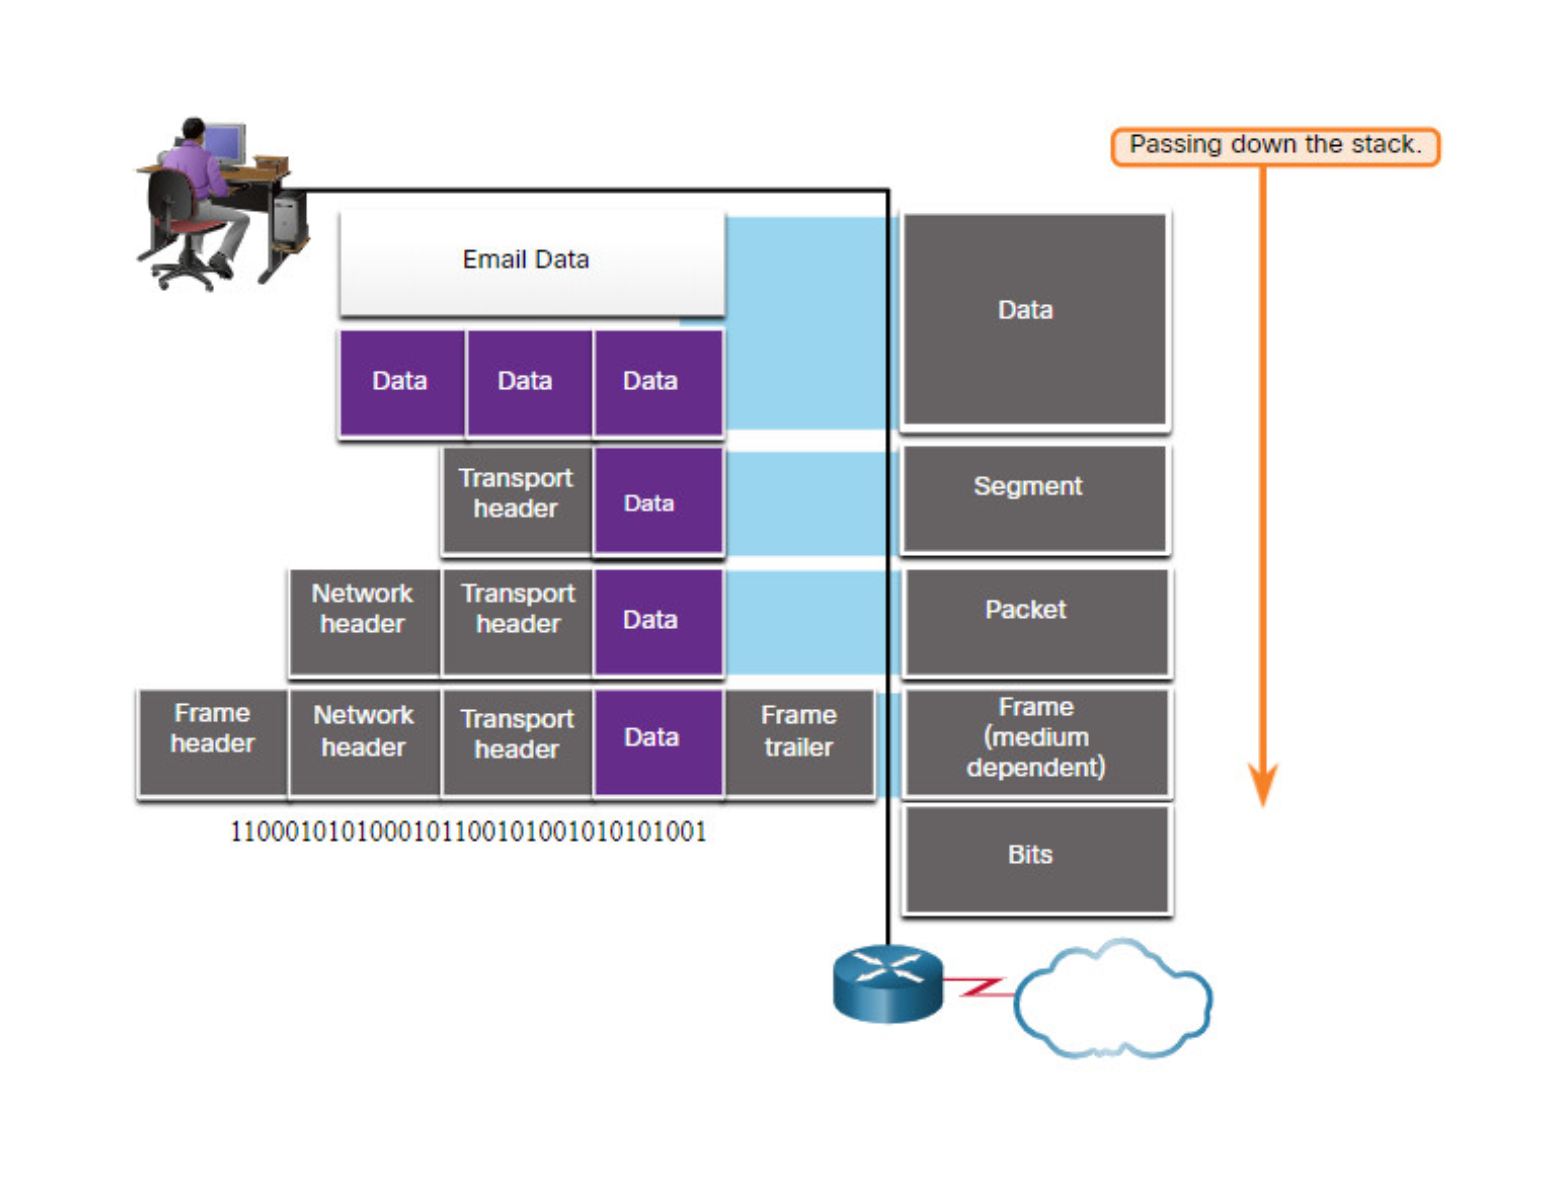 Passing down the stack.
Email Data
Data
Data
Data
Data
Data
Transport
header
Data
Segment
Network
header
Transport
header
Data
Packet
Frame
header
Network
header
Transport
header
Data
Frame
trailer
Frame
(medium
dependent)
1100010101000101100101001010101001
Bits